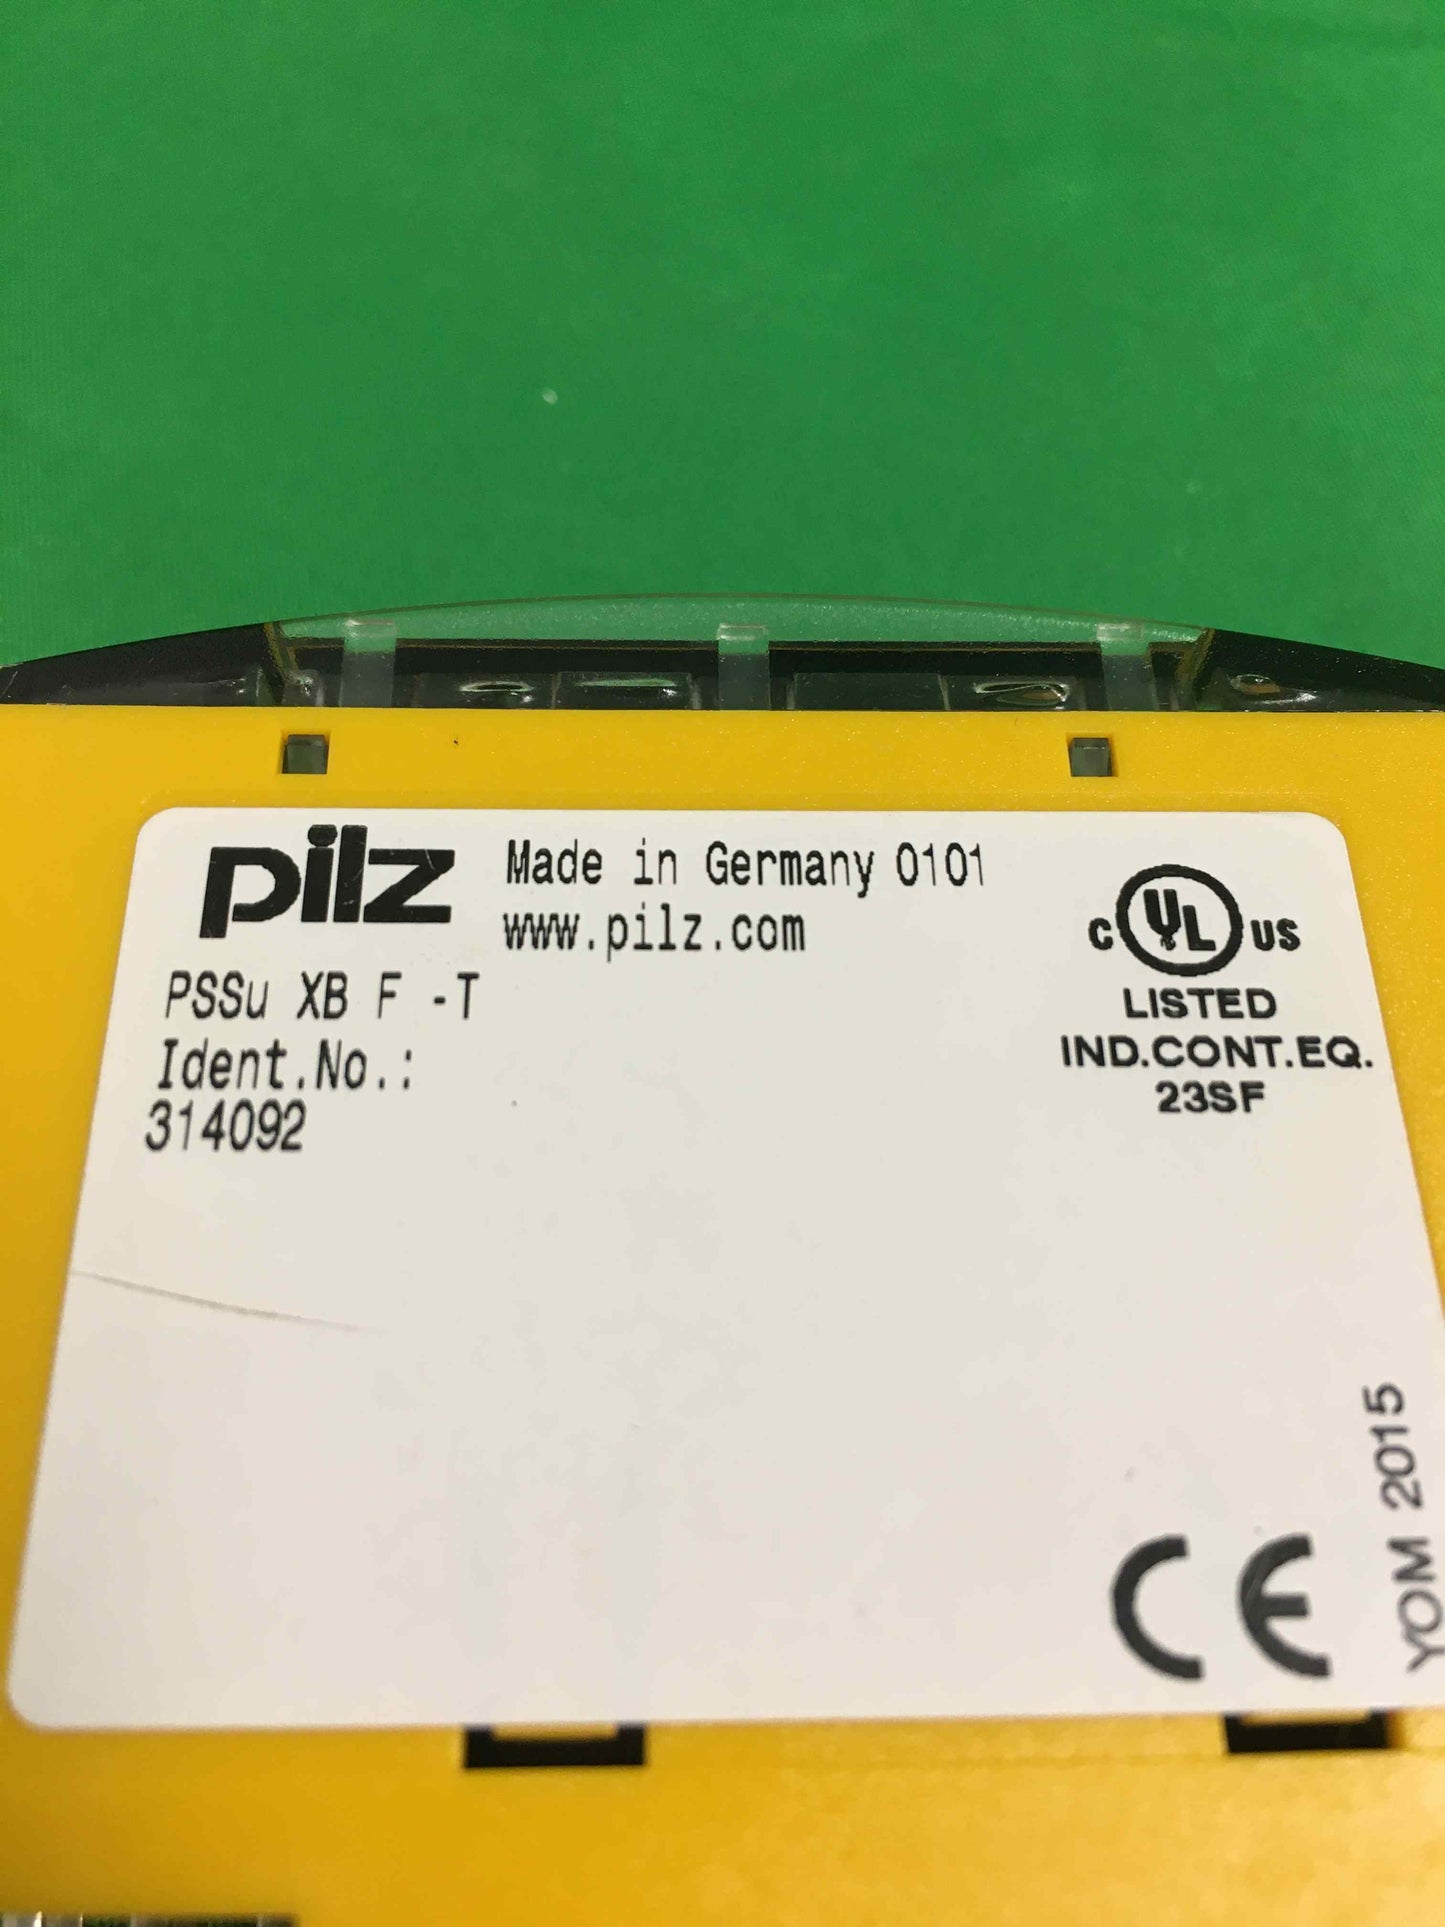 pilz Made in Germany 0101
www.pilz.com
PSSu XB F -T
Ident.No.:
314092
C UL US
LISTED
IND.CONT.EQ.
23SF
CE
YOM 2015